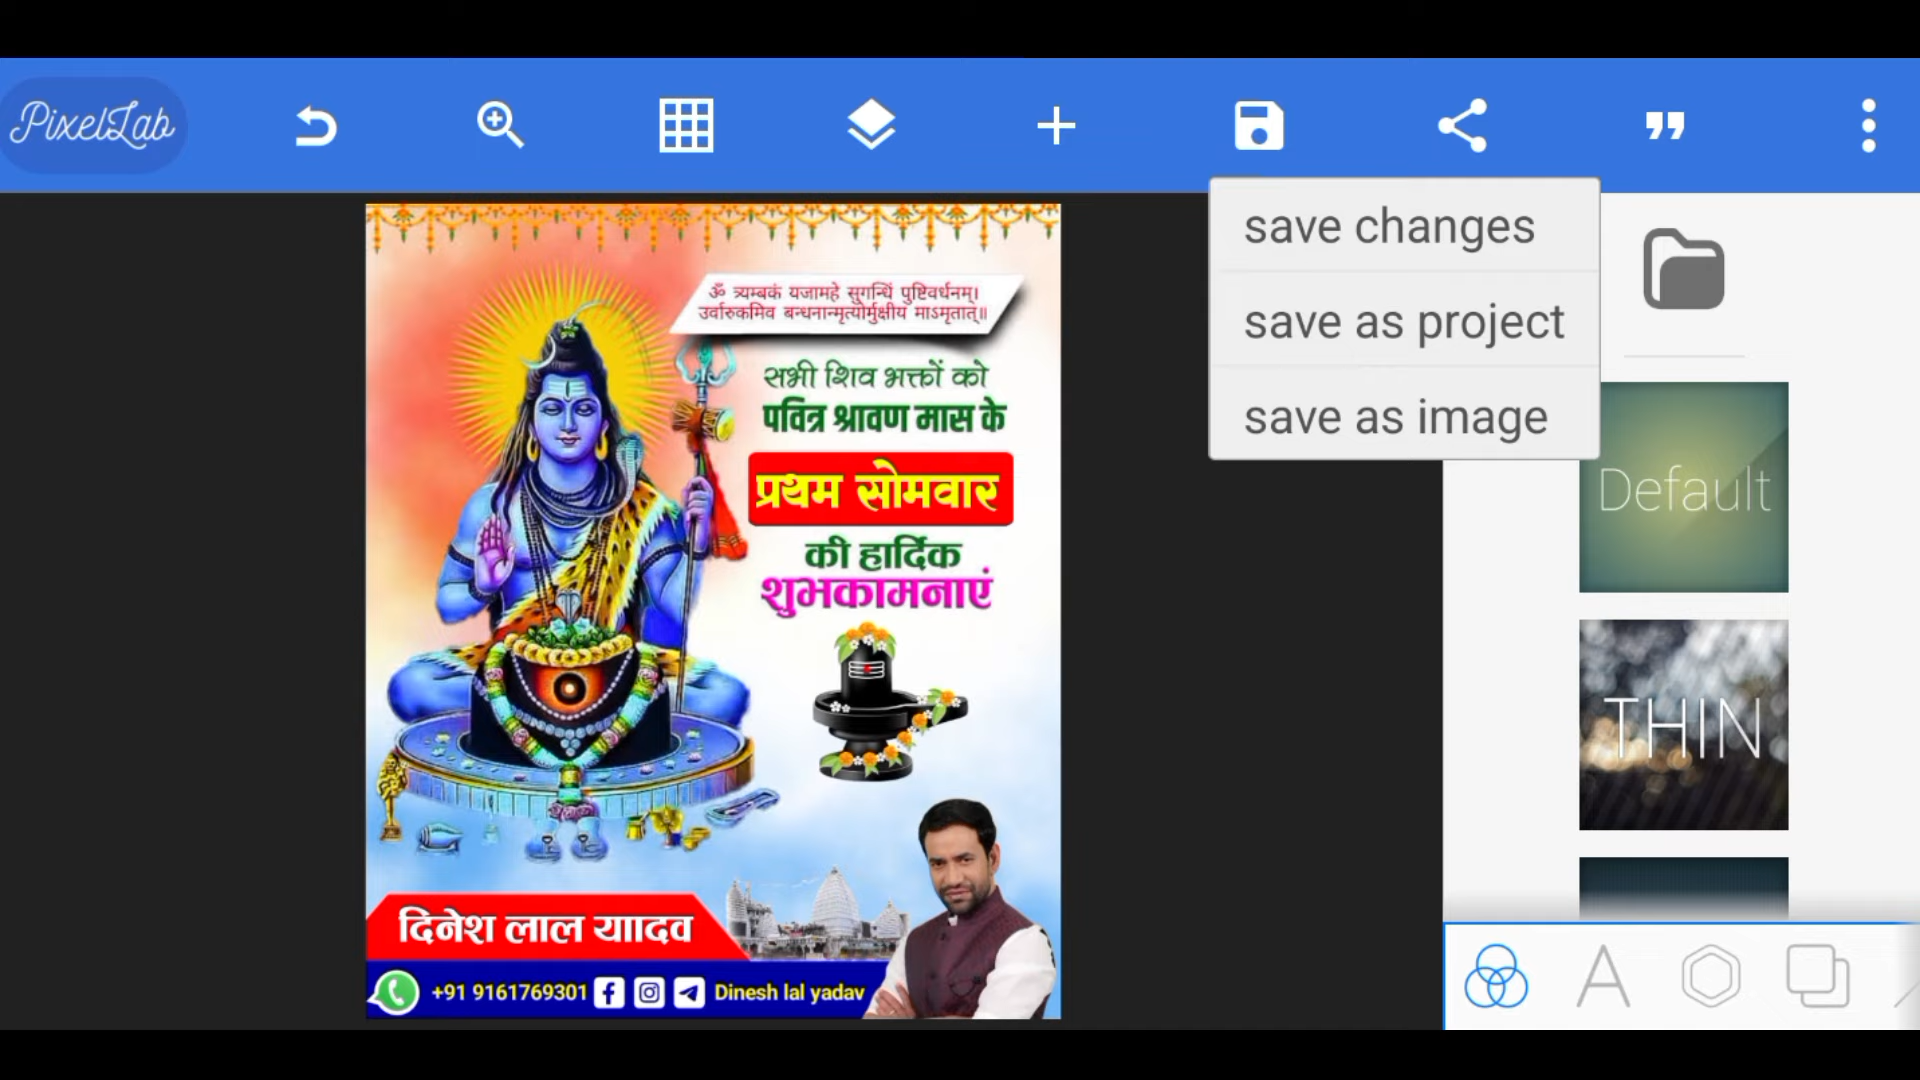 PixelLab
save changes
save as project
save as image
ॐ त्र्यम्बकं यजामहे सुगन्धिं पुष्टिवर्धनम्।
उर्वारुकमिव बन्धनान्मृत्योर्मुक्षीय माऽमृतात्॥
सभी शिव भक्तों को
पवित्र श्रावण मास के
प्रथम सोमवार
की हार्दिक
शुभकामनाएं
दिनेश लाल याादव
+91 9161769301 Dinesh lal yadav
Default
THIN